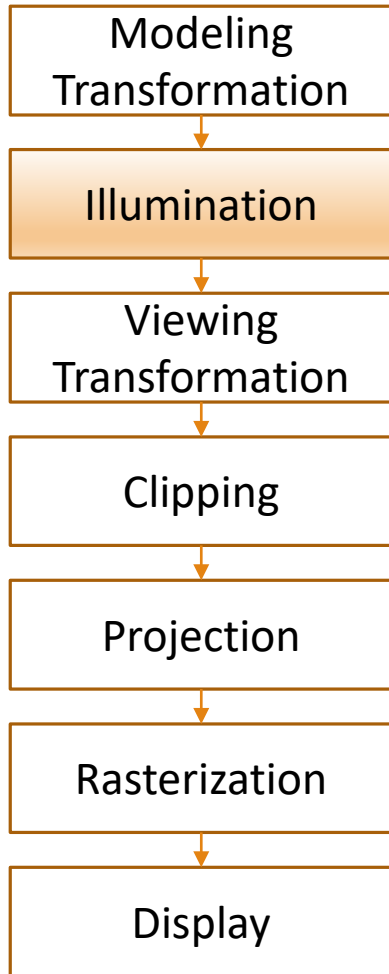 Modeling
Transformation
Illumination
Viewing
Transformation
Clipping
Projection
Rasterization
Display